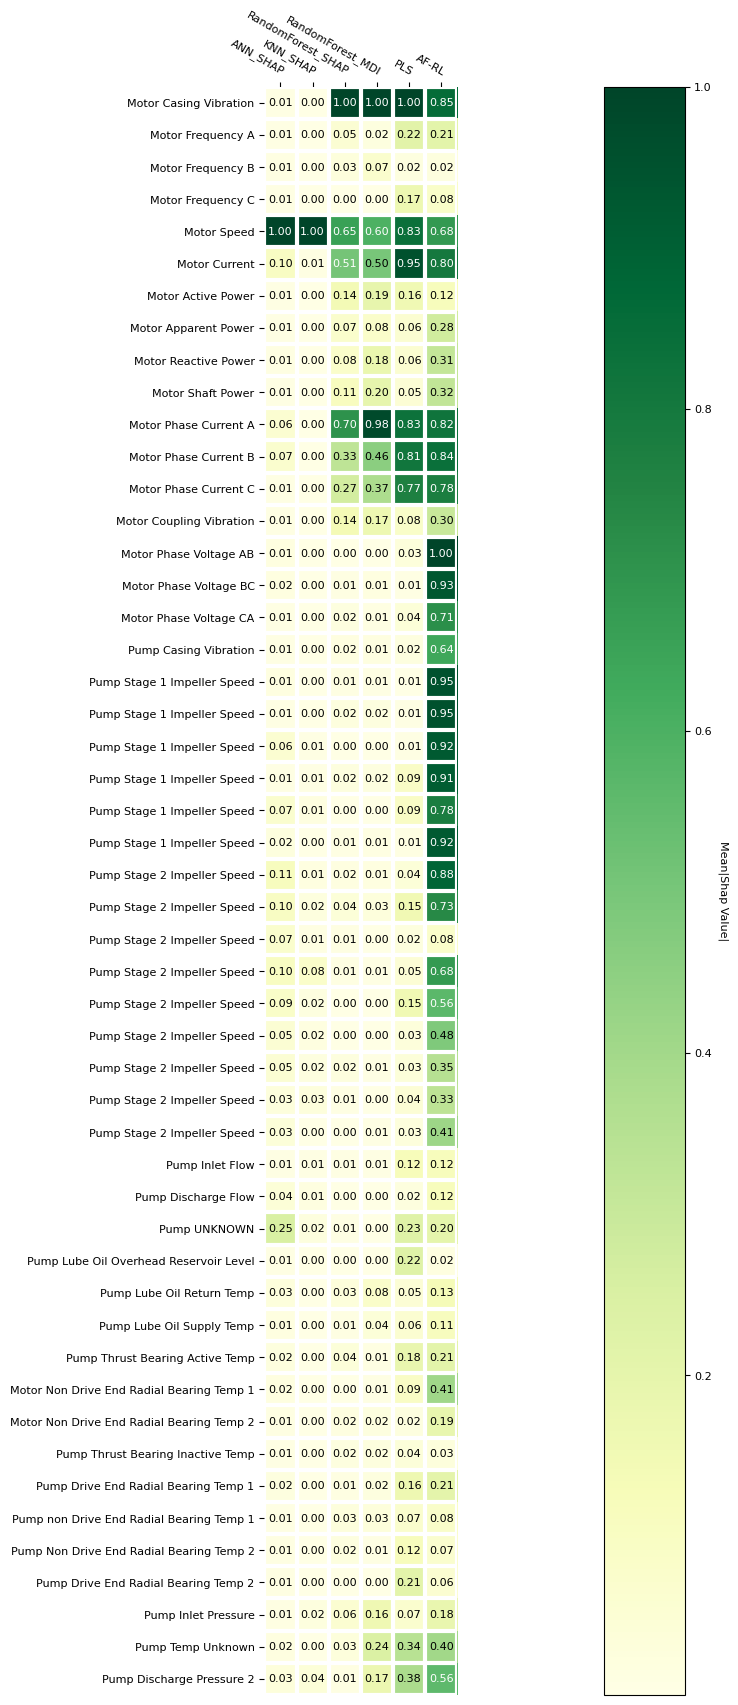 ANN_SHAP
KNN_SHAP
RandomForest_SHAP
RandomForest_MDI
PLS
AF-RL
Motor Casing Vibration 0.01 0.00 1.00 1.00 1.00 0.85
Motor Frequency A 0.01 0.00 0.05 0.02 0.22 0.21
Motor Frequency B 0.01 0.00 0.03 0.07 0.02 0.02
Motor Frequency C 0.01 0.00 0.00 0.00 0.17 0.08
Motor Speed 1.00 1.00 0.65 0.60 0.83 0.68
Motor Current 0.10 0.01 0.51 0.50 0.95 0.80
Motor Active Power 0.01 0.00 0.14 0.19 0.16 0.12
Motor Apparent Power 0.01 0.00 0.07 0.08 0.06 0.28
Motor Reactive Power 0.01 0.00 0.08 0.18 0.06 0.31
Motor Shaft Power 0.01 0.00 0.11 0.20 0.05 0.32
Motor Phase Current A 0.06 0.00 0.70 0.98 0.83 0.82
Motor Phase Current B 0.07 0.00 0.33 0.46 0.81 0.84
Motor Phase Current C 0.01 0.00 0.27 0.37 0.77 0.78
Motor Coupling Vibration 0.01 0.00 0.14 0.17 0.08 0.30
Motor Phase Voltage AB 0.01 0.00 0.00 0.00 0.03 1.00
Motor Phase Voltage BC 0.02 0.00 0.01 0.01 0.01 0.93
Motor Phase Voltage CA 0.01 0.00 0.02 0.01 0.04 0.71
Pump Casing Vibration 0.01 0.00 0.02 0.01 0.02 0.64
Pump Stage 1 Impeller Speed 0.01 0.00 0.01 0.01 0.01 0.95
Pump Stage 1 Impeller Speed 0.01 0.00 0.02 0.02 0.01 0.95
Pump Stage 1 Impeller Speed 0.06 0.01 0.00 0.00 0.01 0.92
Pump Stage 1 Impeller Speed 0.01 0.01 0.02 0.02 0.09 0.91
Pump Stage 1 Impeller Speed 0.07 0.01 0.00 0.00 0.09 0.78
Pump Stage 1 Impeller Speed 0.02 0.00 0.01 0.01 0.01 0.92
Pump Stage 2 Impeller Speed 0.11 0.01 0.02 0.01 0.04 0.88
Pump Stage 2 Impeller Speed 0.10 0.02 0.04 0.03 0.15 0.73
Pump Stage 2 Impeller Speed 0.07 0.01 0.01 0.00 0.02 0.08
Pump Stage 2 Impeller Speed 0.10 0.08 0.01 0.01 0.05 0.68
Pump Stage 2 Impeller Speed 0.09 0.02 0.00 0.00 0.15 0.56
Pump Stage 2 Impeller Speed 0.05 0.02 0.00 0.00 0.03 0.48
Pump Stage 2 Impeller Speed 0.05 0.02 0.02 0.01 0.03 0.35
Pump Stage 2 Impeller Speed 0.03 0.03 0.01 0.00 0.04 0.33
Pump Stage 2 Impeller Speed 0.03 0.00 0.00 0.01 0.03 0.41
Pump Inlet Flow 0.01 0.01 0.01 0.01 0.12 0.12
Pump Discharge Flow 0.04 0.01 0.00 0.00 0.02 0.12
Pump UNKNOWN 0.25 0.02 0.01 0.00 0.23 0.20
Pump Lube Oil Overhead Reservoir Level 0.01 0.00 0.00 0.00 0.22 0.02
Pump Lube Oil Return Temp 0.03 0.00 0.03 0.08 0.05 0.13
Pump Lube Oil Supply Temp 0.01 0.00 0.01 0.04 0.06 0.11
Pump Thrust Bearing Active Temp 0.02 0.00 0.04 0.01 0.18 0.21
Motor Non Drive End Radial Bearing Temp 1 0.02 0.00 0.00 0.01 0.09 0.41
Motor Non Drive End Radial Bearing Temp 2 0.01 0.00 0.02 0.02 0.02 0.19
Pump Thrust Bearing Inactive Temp 0.01 0.00 0.02 0.02 0.04 0.03
Pump Drive End Radial Bearing Temp 1 0.02 0.00 0.01 0.02 0.16 0.21
Pump non Drive End Radial Bearing Temp 1 0.01 0.00 0.03 0.03 0.07 0.08
Pump Non Drive End Radial Bearing Temp 2 0.01 0.00 0.02 0.01 0.12 0.07
Pump Drive End Radial Bearing Temp 2 0.01 0.00 0.00 0.00 0.21 0.06
Pump Inlet Pressure 0.01 0.02 0.06 0.16 0.07 0.18
Pump Temp Unknown 0.02 0.00 0.03 0.24 0.34 0.40
Pump Discharge Pressure 2 0.03 0.04 0.01 0.17 0.38 0.56
1.0
0.8
0.6
0.4
0.2
Mean|Shap Value|